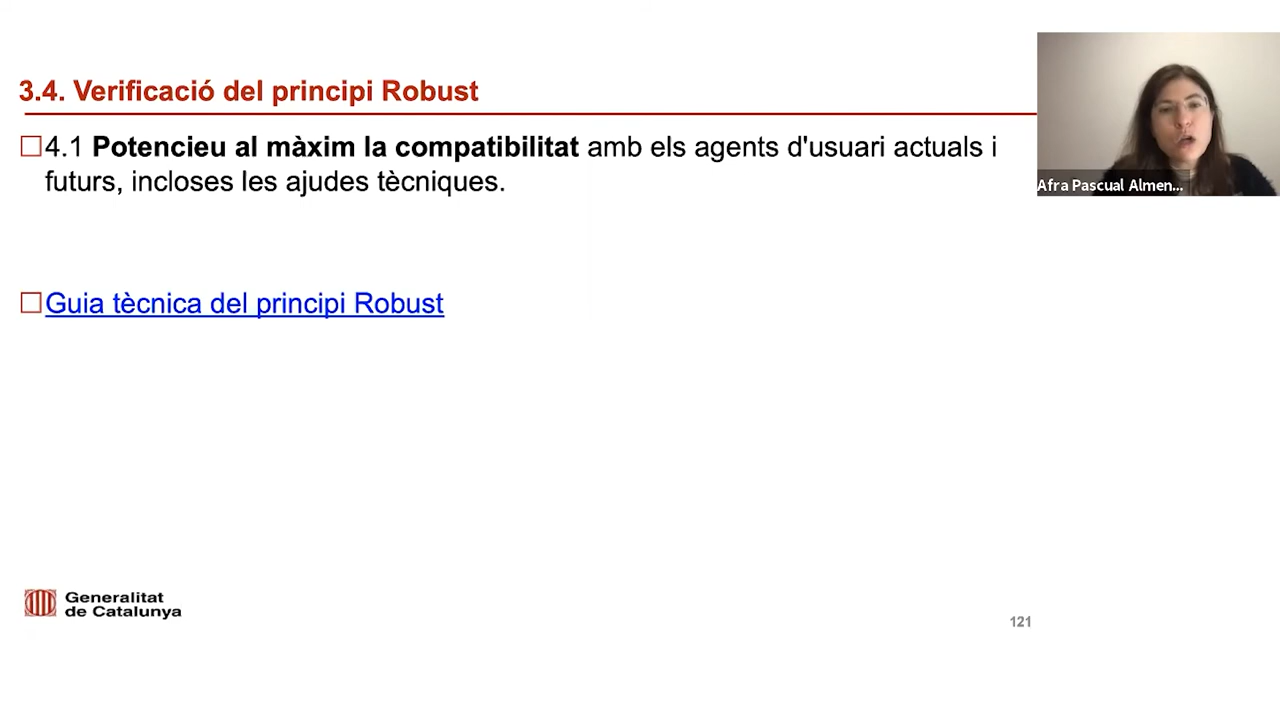 3.4. Verificació del principi Robust
4.1 Potencieu al màxim la compatibilitat amb els agents d'usuari actuals i
futurs, incloses les ajudes tècniques.
Guia tècnica del principi Robust
Afra Pascual Almen...
Generalitat
de Catalunya
121